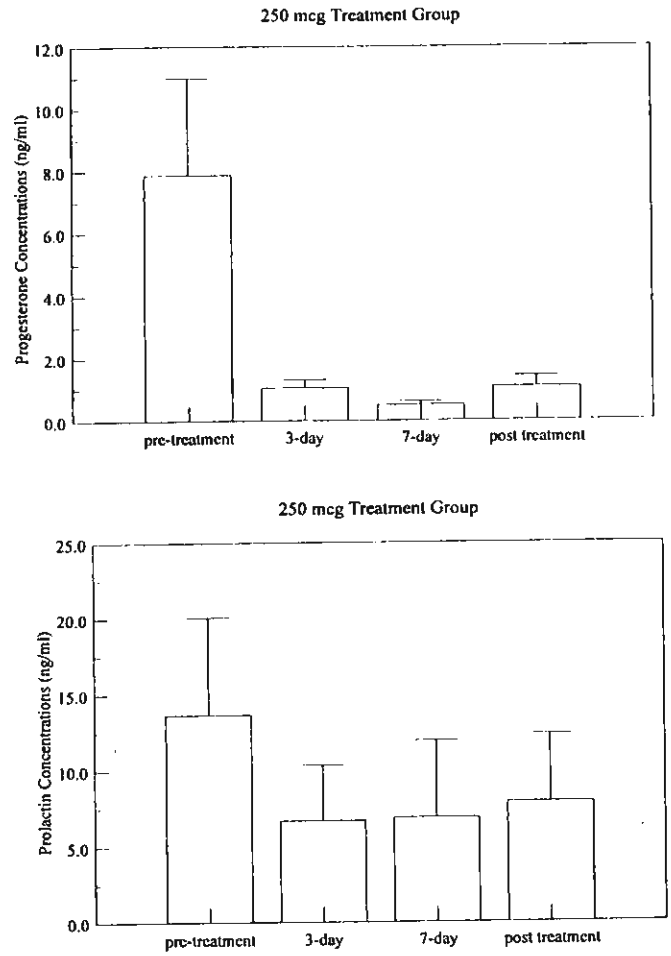 250 mcg Treatment Group
12.0
10.0
8.0
6.0
4.0
2.0
0.0
Progesterone Concentrations (ng/ml)
pre-treatment 3-day 7-day post treatment
250 mcg Treatment Group
25.0
20.0
15.0
10.0
5.0
0.0
Prolactin Concentrations (ng/ml)
pre-treatment 3-day 7-day post treatment